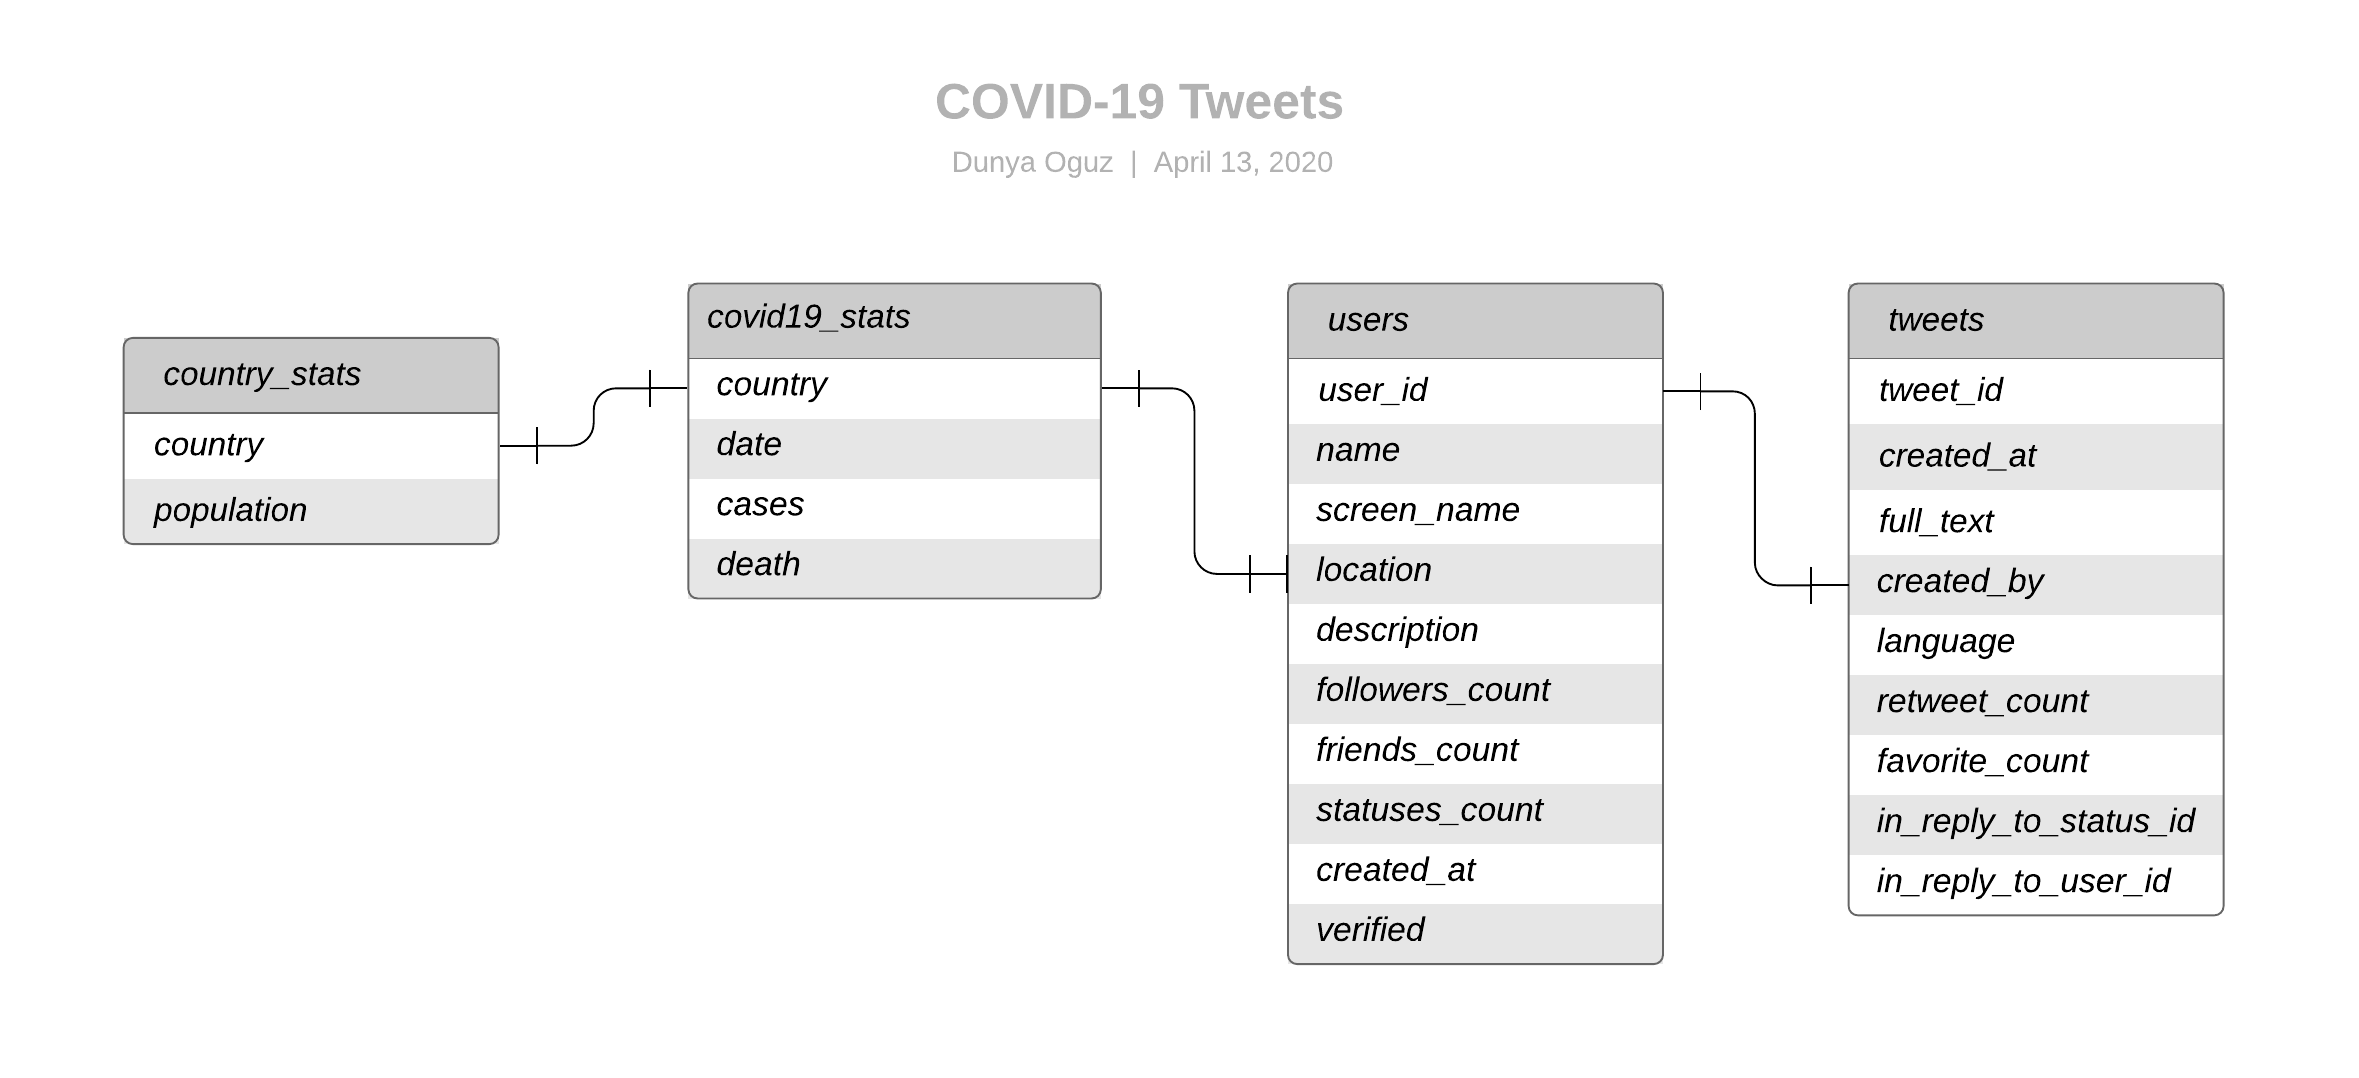 COVID-19 Tweets
Dunya Oguz | April 13, 2020
country_stats
country
population
covid19_stats
country
date
cases
death
users
user_id
name
screen_name
location
description
followers_count
friends_count
statuses_count
created_at
verified
tweets
tweet_id
created_at
full_text
created_by
language
retweet_count
favorite_count
in_reply_to_status_id
in_reply_to_user_id